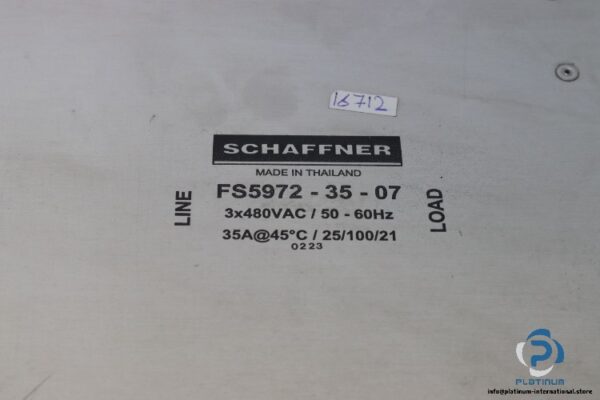 16712
SCHAFFNER
MADE IN THAILAND
FS5972 - 35 - 07
3x480VAC / 50 - 60Hz
35A@45°C / 25/100/21
0223
LINE
LOAD
PLATINUM
info@platinum-international.store